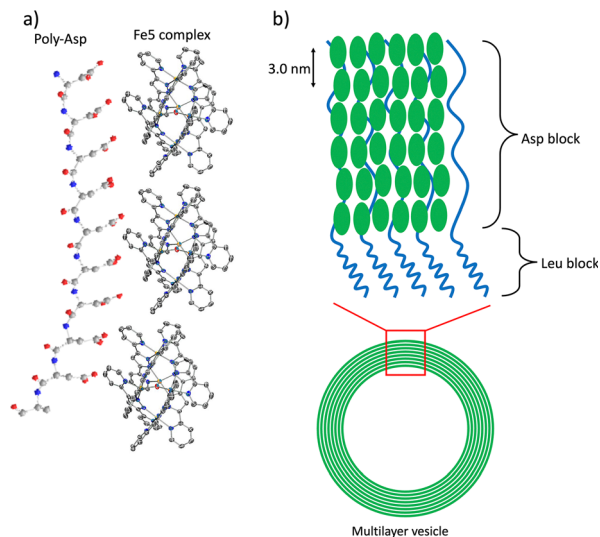 a)
Poly-Asp
Fe5 complex
b)
3.0 nm
Asp block
Leu block
Multilayer vesicle